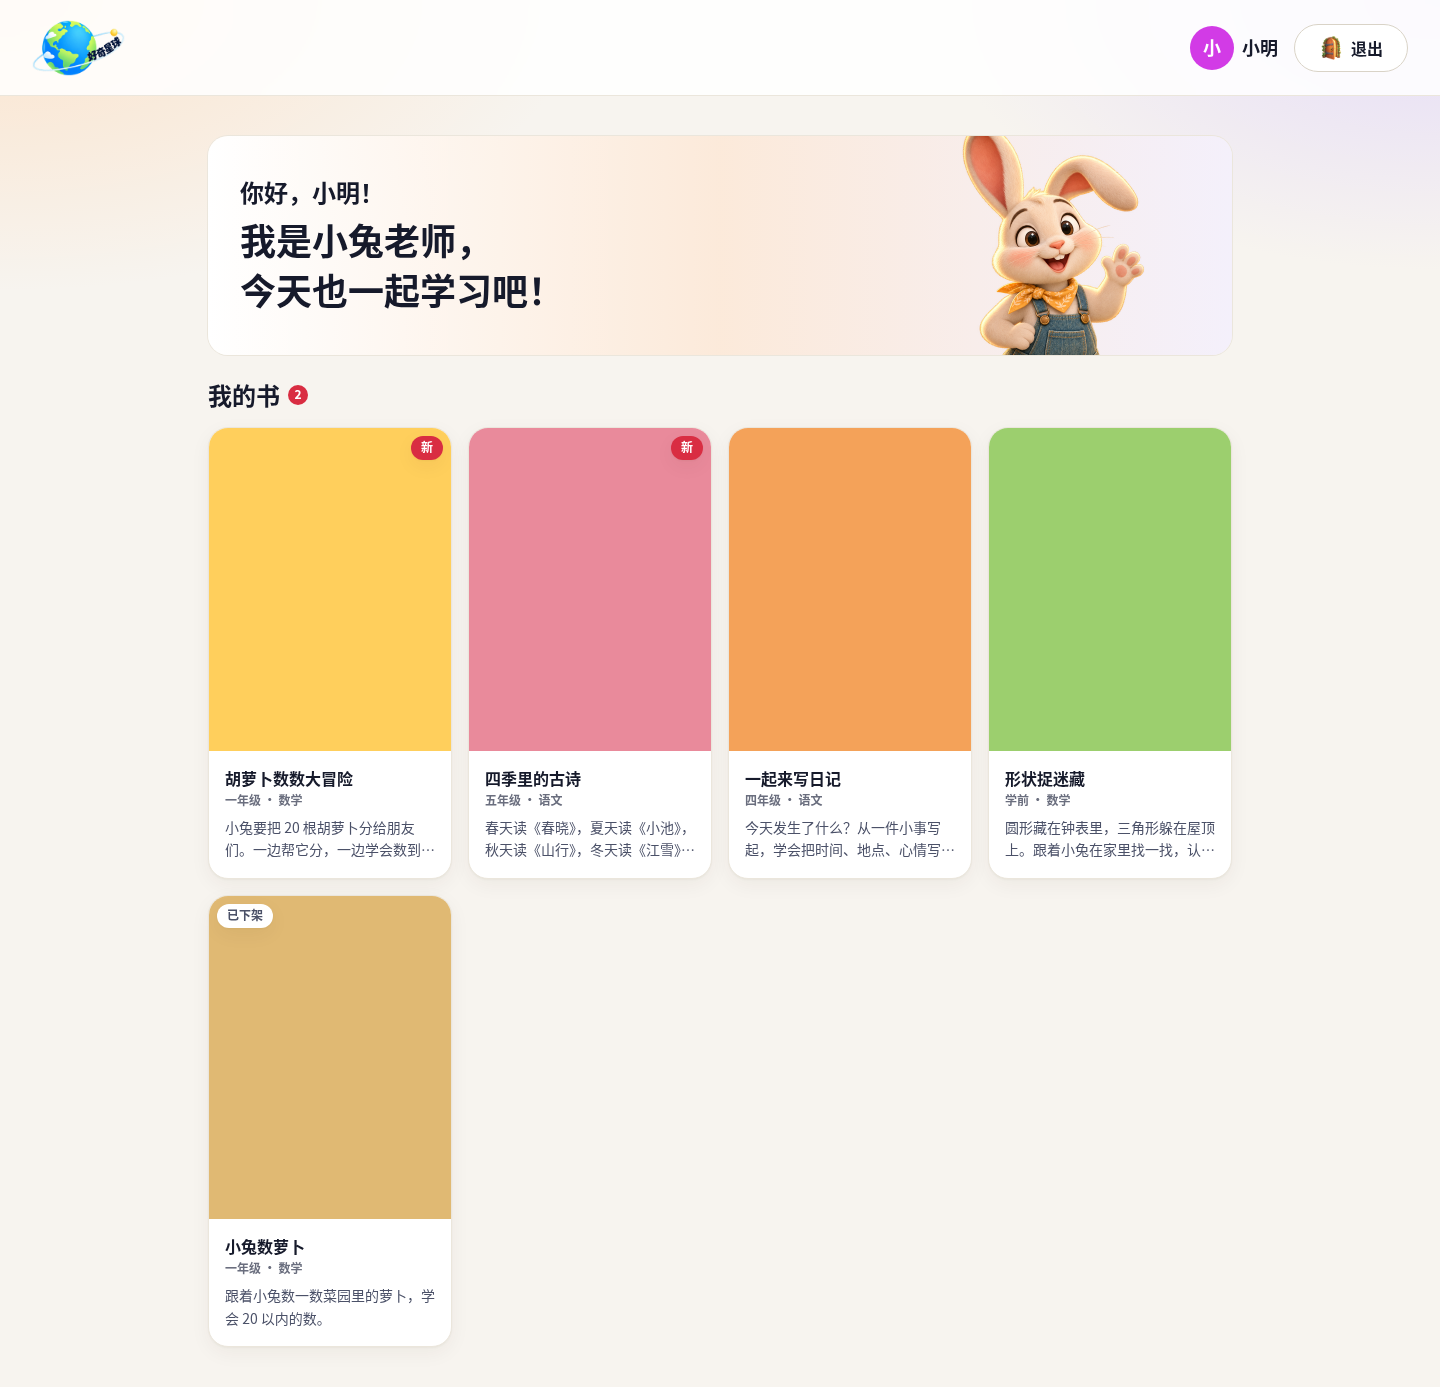 好奇星球
小
小明
退出
你好，小明！
我是小兔老师，
今天也一起学习吧！
我的书
2
新
胡萝卜数数大冒险
一年级 · 数学
小兔要把 20 根胡萝卜分给朋友
们。一边帮它分，一边学会数到…
新
四季里的古诗
五年级 · 语文
春天读《春晓》，夏天读《小池》，
秋天读《山行》，冬天读《江雪》…
一起来写日记
四年级 · 语文
今天发生了什么？从一件小事写
起，学会把时间、地点、心情写…
形状捉迷藏
学前 · 数学
圆形藏在钟表里，三角形躲在屋顶
上。跟着小兔在家里找一找，认…
已下架
小兔数萝卜
一年级 · 数学
跟着小兔数一数菜园里的萝卜，学
会 20 以内的数。